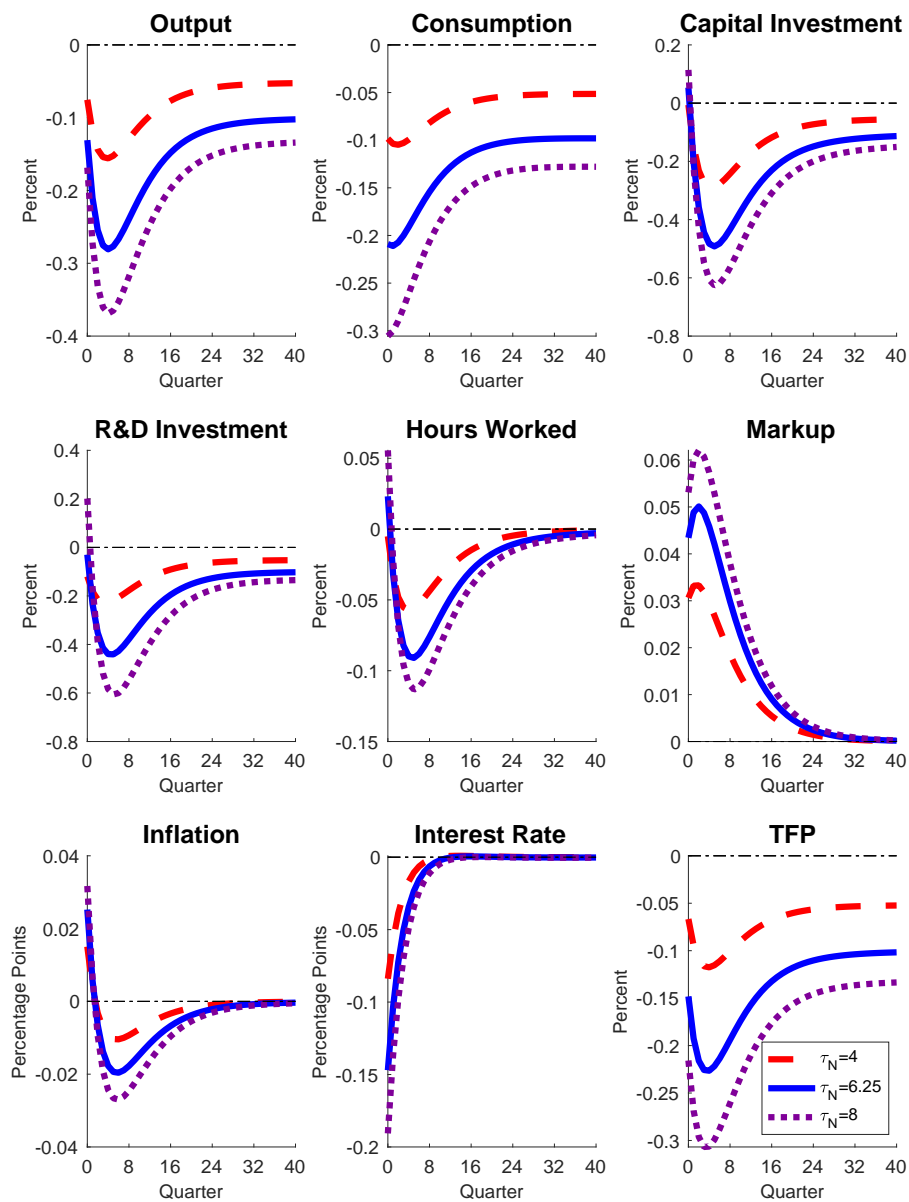 Output
Percent
0
-0.1
-0.2
-0.3
-0.4
0 8 16 24 32 40
Quarter
Consumption
Percent
0
-0.05
-0.1
-0.15
-0.2
-0.25
-0.3
0 8 16 24 32 40
Quarter
Capital Investment
Percent
0.2
0
-0.2
-0.4
-0.6
-0.8
0 8 16 24 32 40
Quarter
R&D Investment
Percent
0.4
0.2
0
-0.2
-0.4
-0.6
-0.8
0 8 16 24 32 40
Quarter
Hours Worked
Percent
0.05
0
-0.05
-0.1
-0.15
0 8 16 24 32 40
Quarter
Markup
Percent
0.06
0.05
0.04
0.03
0.02
0.01
0
0 8 16 24 32 40
Quarter
Inflation
Percentage Points
0.04
0.02
0
-0.02
-0.04
0 8 16 24 32 40
Quarter
Interest Rate
Percentage Points
0
-0.05
-0.1
-0.15
-0.2
0 8 16 24 32 40
Quarter
TFP
Percent
0
-0.05
-0.1
-0.15
-0.2
-0.25
-0.3
0 8 16 24 32 40
Quarter
τ_N=4
τ_N=6.25
τ_N=8